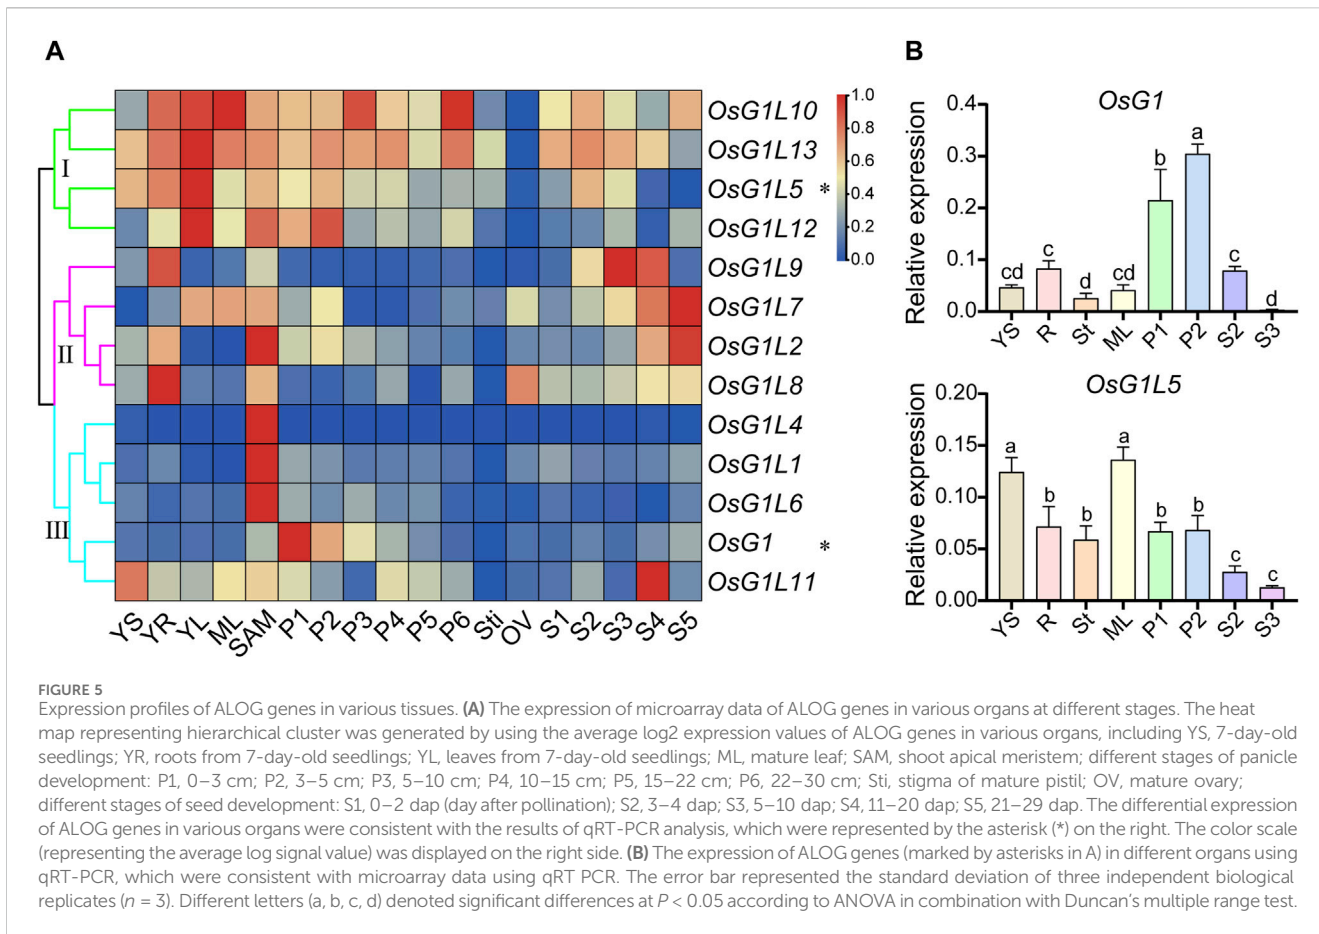 A
B
OsG1L10
OsG1L13
OsG1L5 *
OsG1L12
OsG1L9
OsG1L7
OsG1L2
OsG1L8
OsG1L4
OsG1L1
OsG1L6
OsG1 *
OsG1L11
I
II
III
1.0
0.8
0.6
0.4
0.2
0.0
YS YR YL ML SAM P1 P2 P3 P4 P5 P6 Sti OV S1 S2 S3 S4 S5
OsG1
Relative expression
0.4
0.3
0.2
0.1
0.0
cd c d cd b a c d
YS R St ML P1 P2 S2 S3
OsG1L5
Relative expression
0.20
0.15
0.10
0.05
0.00
a b b a b b c c
YS R St ML P1 P2 S2 S3
FIGURE 5
Expression profiles of ALOG genes in various tissues. (A) The expression of microarray data of ALOG genes in various organs at different stages. The heat
map representing hierarchical cluster was generated by using the average log2 expression values of ALOG genes in various organs, including YS, 7-day-old
seedlings; YR, roots from 7-day-old seedlings; YL, leaves from 7-day-old seedlings; ML, mature leaf; SAM, shoot apical meristem; different stages of panicle
development: P1, 0–3 cm; P2, 3–5 cm; P3, 5–10 cm; P4, 10–15 cm; P5, 15–22 cm; P6, 22–30 cm; Sti, stigma of mature pistil; OV, mature ovary;
different stages of seed development: S1, 0–2 dap (day after pollination); S2, 3–4 dap; S3, 5–10 dap; S4, 11–20 dap; S5, 21–29 dap. The differential expression
of ALOG genes in various organs were consistent with the results of qRT-PCR analysis, which were represented by the asterisk (*) on the right. The color scale
(representing the average log signal value) was displayed on the right side. (B) The expression of ALOG genes (marked by asterisks in A) in different organs using
qRT-PCR, which were consistent with microarray data using qRT PCR. The error bar represented the standard deviation of three independent biological
replicates (n = 3). Different letters (a, b, c, d) denoted significant differences at P < 0.05 according to ANOVA in combination with Duncan's multiple range test.